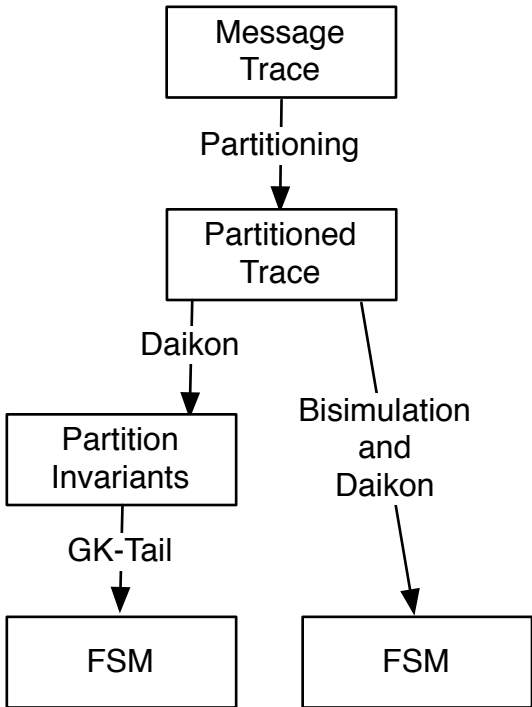 Message
Trace
Partitioning
Partitioned
Trace
Daikon
Partition
Invariants
GK-Tail
FSM
Bisimulation
and
Daikon
FSM